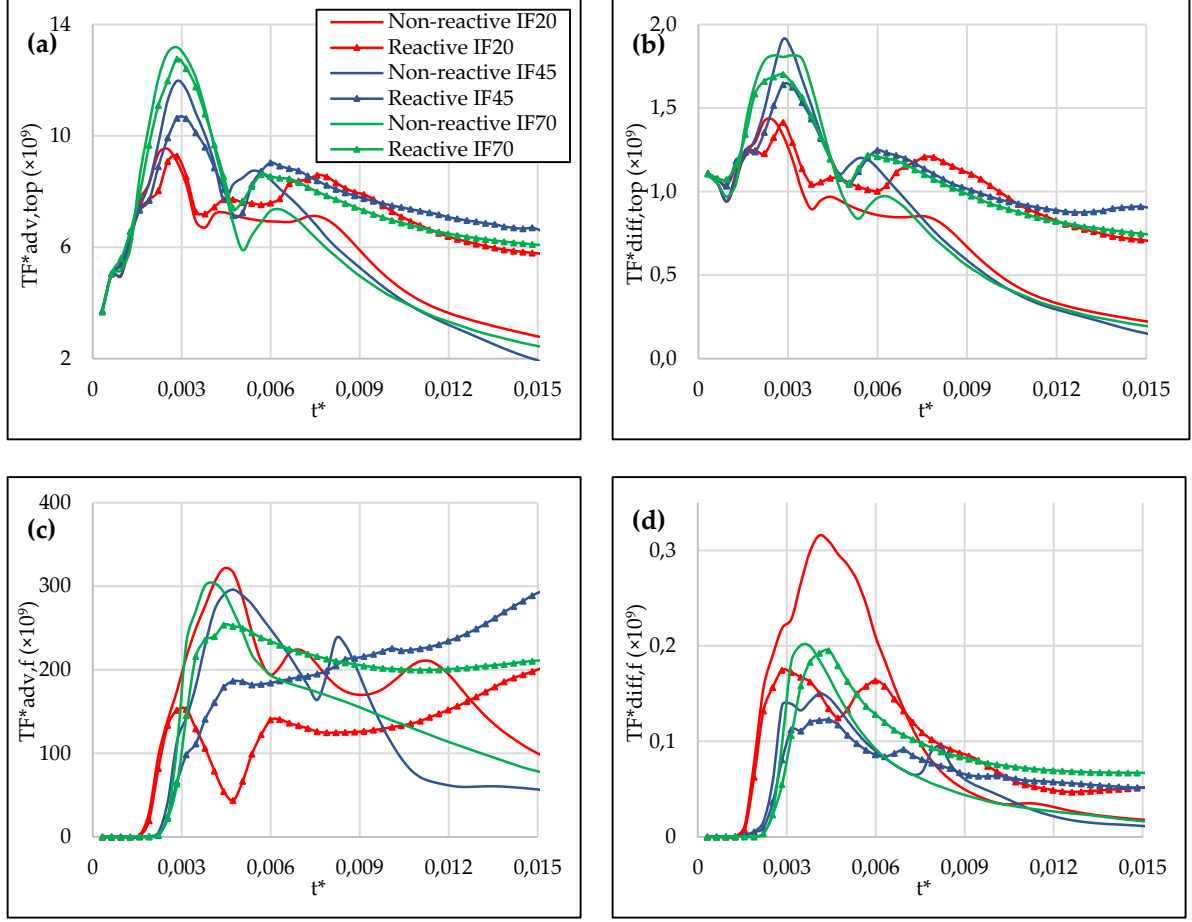 (a)
14
10
6
2
TF*adv,top (×10⁹)
0
0,003
0,006
0,009
0,012
0,015
t*
Non-reactive IF20
Reactive IF20
Non-reactive IF45
Reactive IF45
Non-reactive IF70
Reactive IF70
(b)
2,0
1,5
1,0
0,5
0,0
TF*diff,top (×10⁹)
0
0,003
0,006
0,009
0,012
0,015
t*
(c)
400
300
200
100
0
TF*adv,f (×10⁹)
0
0,003
0,006
0,009
0,012
0,015
t*
(d)
0,3
0,2
0,1
0
TF*diff,f (×10⁹)
0
0,003
0,006
0,009
0,012
0,015
t*